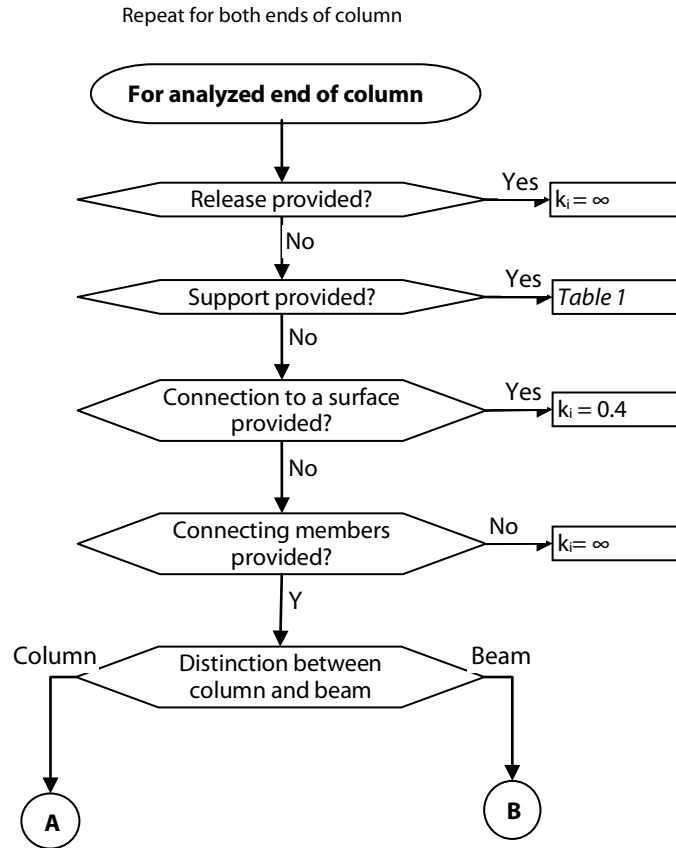 Repeat for both ends of column
For analyzed end of column
Release provided?
Yes
kᵢ = ∞
No
Support provided?
Yes
Table 1
No
Connection to a surface
provided?
Yes
kᵢ = 0.4
No
Connecting members
provided?
No
kᵢ= ∞
Y
Column
Distinction between
column and beam
Beam
A
B